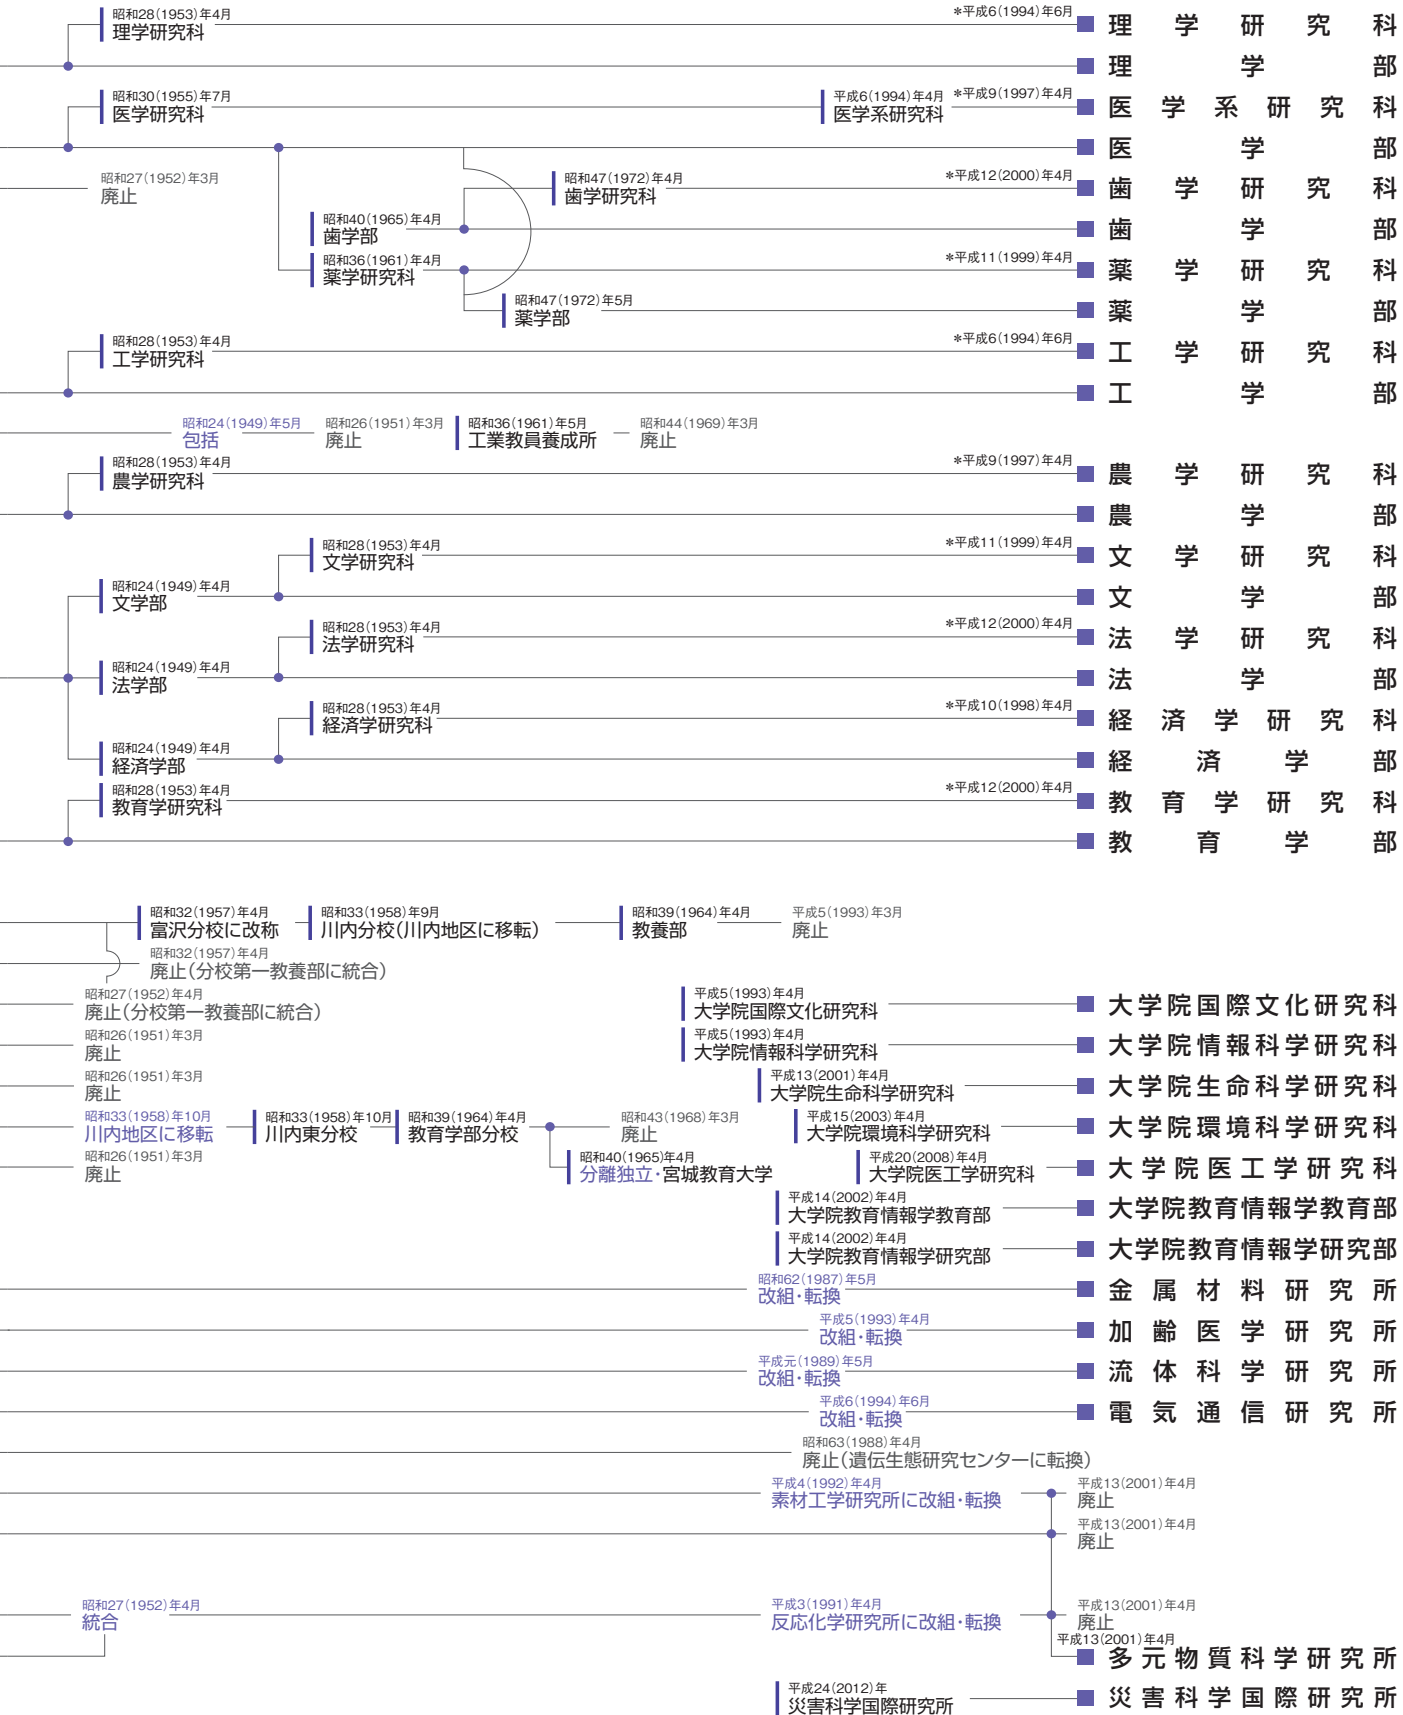 昭和28(1953)年4月
理学研究科
*平成6(1994)年6月
理学研究科
理学部
昭和30(1955)年7月
医学研究科
平成6(1994)年4月
医学系研究科
*平成9(1997)年4月
医学系研究科
医学部
昭和27(1952)年3月
廃止
昭和47(1972)年4月
歯学研究科
*平成12(2000)年4月
歯学研究科
昭和40(1965)年4月
歯学部
歯学部
昭和36(1961)年4月
薬学研究科
*平成11(1999)年4月
薬学研究科
昭和47(1972)年5月
薬学部
薬学部
昭和28(1953)年4月
工学研究科
*平成6(1994)年6月
工学研究科
工学部
昭和24(1949)年5月
包括
昭和26(1951)年3月
廃止
昭和36(1961)年5月
工業教員養成所
昭和44(1969)年3月
廃止
昭和28(1953)年4月
農学研究科
*平成9(1997)年4月
農学研究科
農学部
昭和28(1953)年4月
文学研究科
*平成11(1999)年4月
文学研究科
昭和24(1949)年4月
文学部
文学部
昭和28(1953)年4月
法学研究科
*平成12(2000)年4月
法学研究科
昭和24(1949)年4月
法学部
法学部
昭和28(1953)年4月
経済学研究科
*平成10(1998)年4月
経済学研究科
昭和24(1949)年4月
経済学部
経済学部
昭和28(1953)年4月
教育学研究科
*平成12(2000)年4月
教育学研究科
教育学部
昭和32(1957)年4月
富沢分校に改称
昭和33(1958)年9月
川内分校(川内地区に移転)
昭和39(1964)年4月
教養部
平成5(1993)年3月
廃止
昭和32(1957)年4月
廃止(分校第一教養部に統合)
昭和27(1952)年4月
廃止(分校第一教養部に統合)
平成5(1993)年4月
大学院国際文化研究科
大学院国際文化研究科
昭和26(1951)年3月
廃止
平成5(1993)年4月
大学院情報科学研究科
大学院情報科学研究科
昭和26(1951)年3月
廃止
平成13(2001)年4月
大学院生命科学研究科
大学院生命科学研究科
昭和33(1958)年10月
川内地区に移転
昭和33(1958)年10月
川内東分校
昭和39(1964)年4月
教育学部分校
昭和43(1968)年3月
廃止
平成15(2003)年4月
大学院環境科学研究科
大学院環境科学研究科
昭和26(1951)年3月
廃止
昭和40(1965)年4月
分離独立・宮城教育大学
平成20(2008)年4月
大学院医工学研究科
大学院医工学研究科
平成14(2002)年4月
大学院教育情報学教育部
大学院教育情報学教育部
平成14(2002)年4月
大学院教育情報学研究部
大学院教育情報学研究部
昭和62(1987)年5月
改組・転換
金属材料研究所
平成5(1993)年4月
改組・転換
加齢医学研究所
平成元(1989)年5月
改組・転換
流体科学研究所
平成6(1994)年6月
改組・転換
電気通信研究所
昭和63(1988)年4月
廃止(遺伝生態研究センターに転換)
平成4(1992)年4月
素材工学研究所に改組・転換
平成13(2001)年4月
廃止
平成13(2001)年4月
廃止
昭和27(1952)年4月
統合
平成3(1991)年4月
反応化学研究所に改組・転換
平成13(2001)年4月
廃止
平成13(2001)年4月
多元物質科学研究所
平成24(2012)年
災害科学国際研究所
災害科学国際研究所